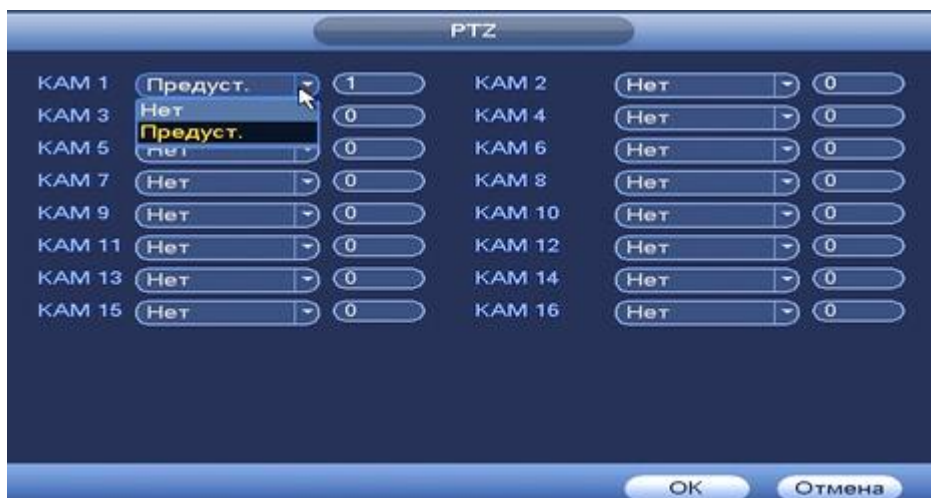 PTZ
КАМ 1 Предуст. 1 КАМ 2 Нет 0
Нет
Предуст.
КАМ 3 0 КАМ 4 Нет 0
КАМ 5 Нет 0 КАМ 6 Нет 0
КАМ 7 Нет 0 КАМ 8 Нет 0
КАМ 9 Нет 0 КАМ 10 Нет 0
КАМ 11 Нет 0 КАМ 12 Нет 0
КАМ 13 Нет 0 КАМ 14 Нет 0
КАМ 15 Нет 0 КАМ 16 Нет 0
ОК Отмена